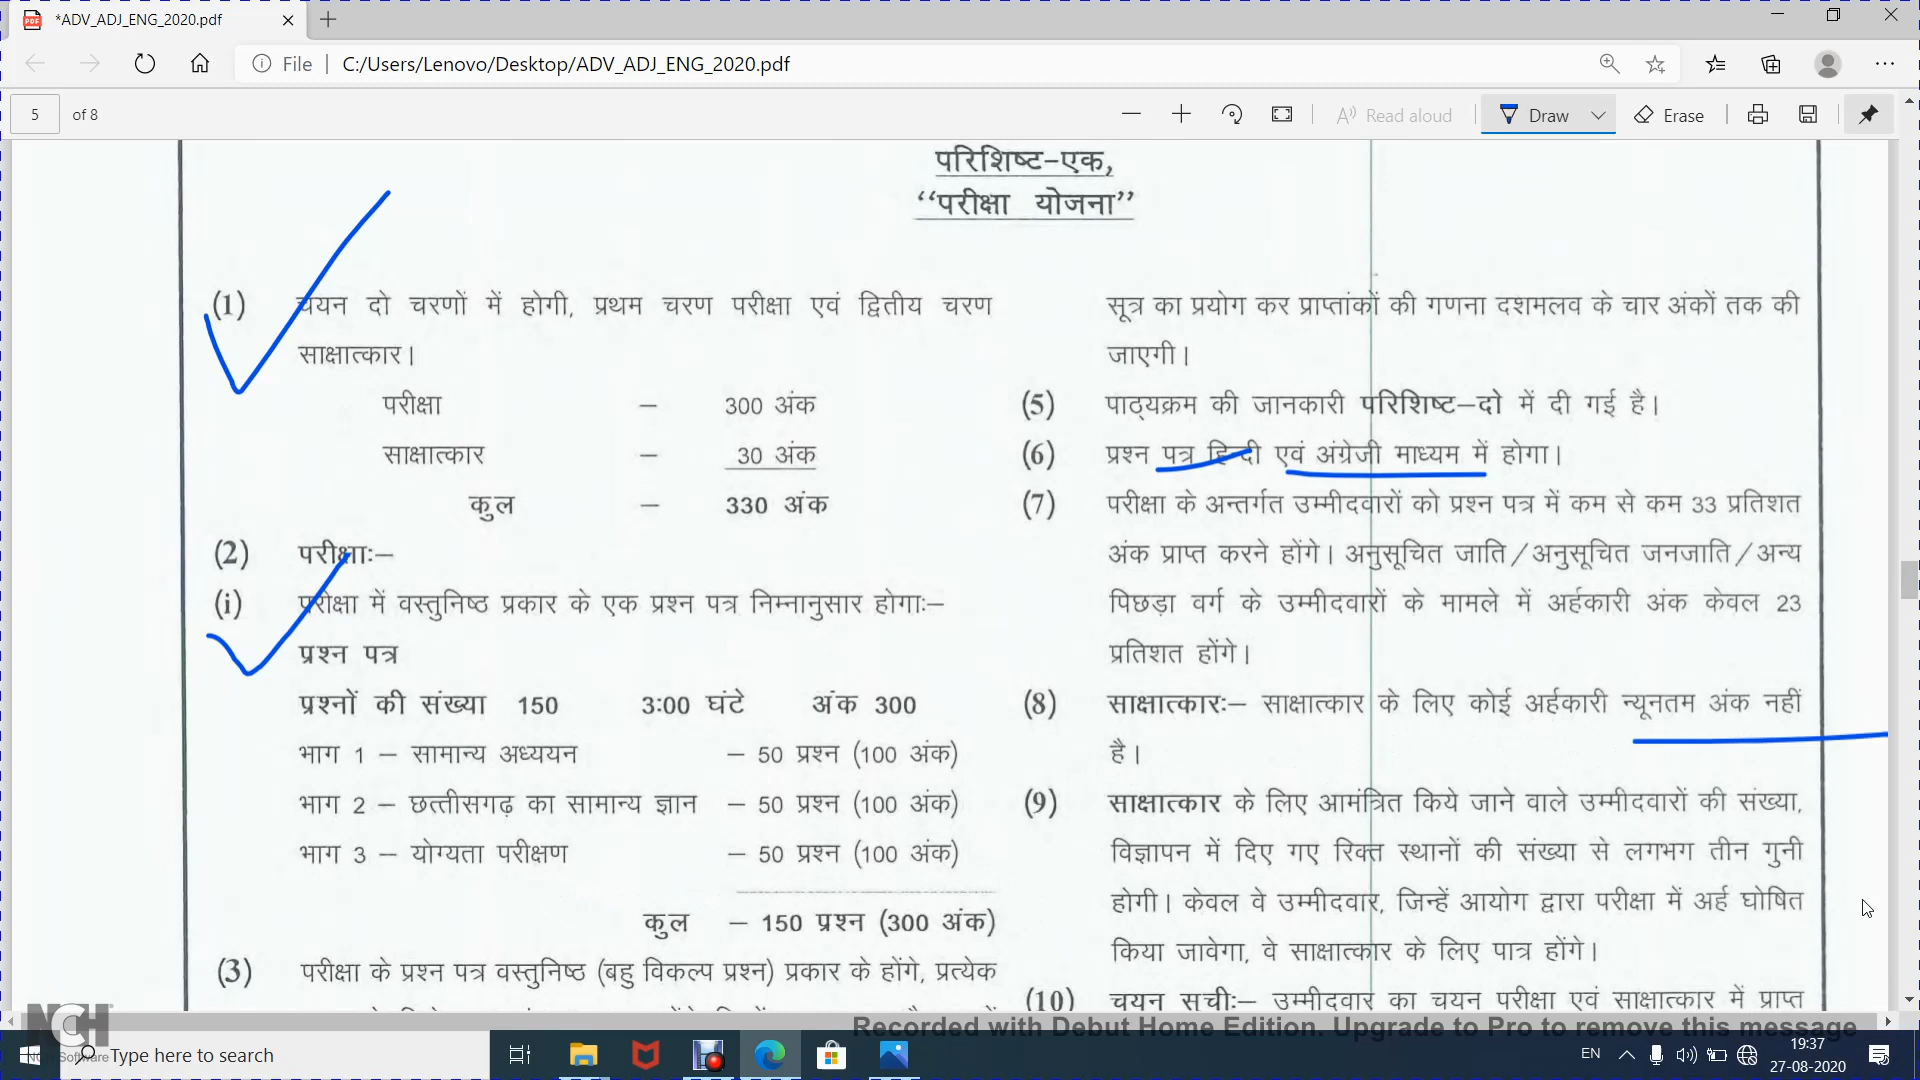 *ADV_ADJ_ENG_2020.pdf
File | C:/Users/Lenovo/Desktop/ADV_ADJ_ENG_2020.pdf
5 of 8
Read aloud
Draw
Erase
परिशिष्ट-एक,
“परीक्षा योजना”
(1) चयन दो चरणों में होगी, प्रथम चरण परीक्षा एवं द्वितीय चरण
साक्षात्कार।
परीक्षा – 300 अंक
साक्षात्कार – 30 अंक
कुल – 330 अंक
(2) परीक्षाः–
(i) परीक्षा में वस्तुनिष्ठ प्रकार के एक प्रश्न पत्र निम्नानुसार होगाः–
प्रश्न पत्र
प्रश्नों की संख्या 150 3:00 घंटे अंक 300
भाग 1 – सामान्य अध्ययन – 50 प्रश्न (100 अंक)
भाग 2 – छत्तीसगढ़ का सामान्य ज्ञान – 50 प्रश्न (100 अंक)
भाग 3 – योग्यता परीक्षण – 50 प्रश्न (100 अंक)
कुल – 150 प्रश्न (300 अंक)
(3) परीक्षा के प्रश्न पत्र वस्तुनिष्ठ (बहु विकल्प प्रश्न) प्रकार के होंगे, प्रत्येक
सूत्र का प्रयोग कर प्राप्तांकों की गणना दशमलव के चार अंकों तक की
जाएगी।
(5) पाठ्यक्रम की जानकारी परिशिष्ट–दो में दी गई है।
(6) प्रश्न पत्र हिन्दी एवं अंग्रेजी माध्यम में होगा।
(7) परीक्षा के अन्तर्गत उम्मीदवारों को प्रश्न पत्र में कम से कम 33 प्रतिशत
अंक प्राप्त करने होंगे। अनुसूचित जाति/अनुसूचित जनजाति/अन्य
पिछड़ा वर्ग के उम्मीदवारों के मामले में अर्हकारी अंक केवल 23
प्रतिशत होंगे।
(8) साक्षात्कारः– साक्षात्कार के लिए कोई अर्हकारी न्यूनतम अंक नहीं
है।
(9) साक्षात्कार के लिए आमंत्रित किये जाने वाले उम्मीदवारों की संख्या,
विज्ञापन में दिए गए रिक्त स्थानों की संख्या से लगभग तीन गुनी
होगी। केवल वे उम्मीदवार, जिन्हें आयोग द्वारा परीक्षा में अर्ह घोषित
किया जावेगा, वे साक्षात्कार के लिए पात्र होंगे।
(10) चयन सूचीः– उम्मीदवार का चयन परीक्षा एवं साक्षात्कार में प्राप्त
NCH
NCH Software
Recorded with Debut Home Edition. Upgrade to Pro to remove this message
Type here to search
EN
19:37
27-08-2020